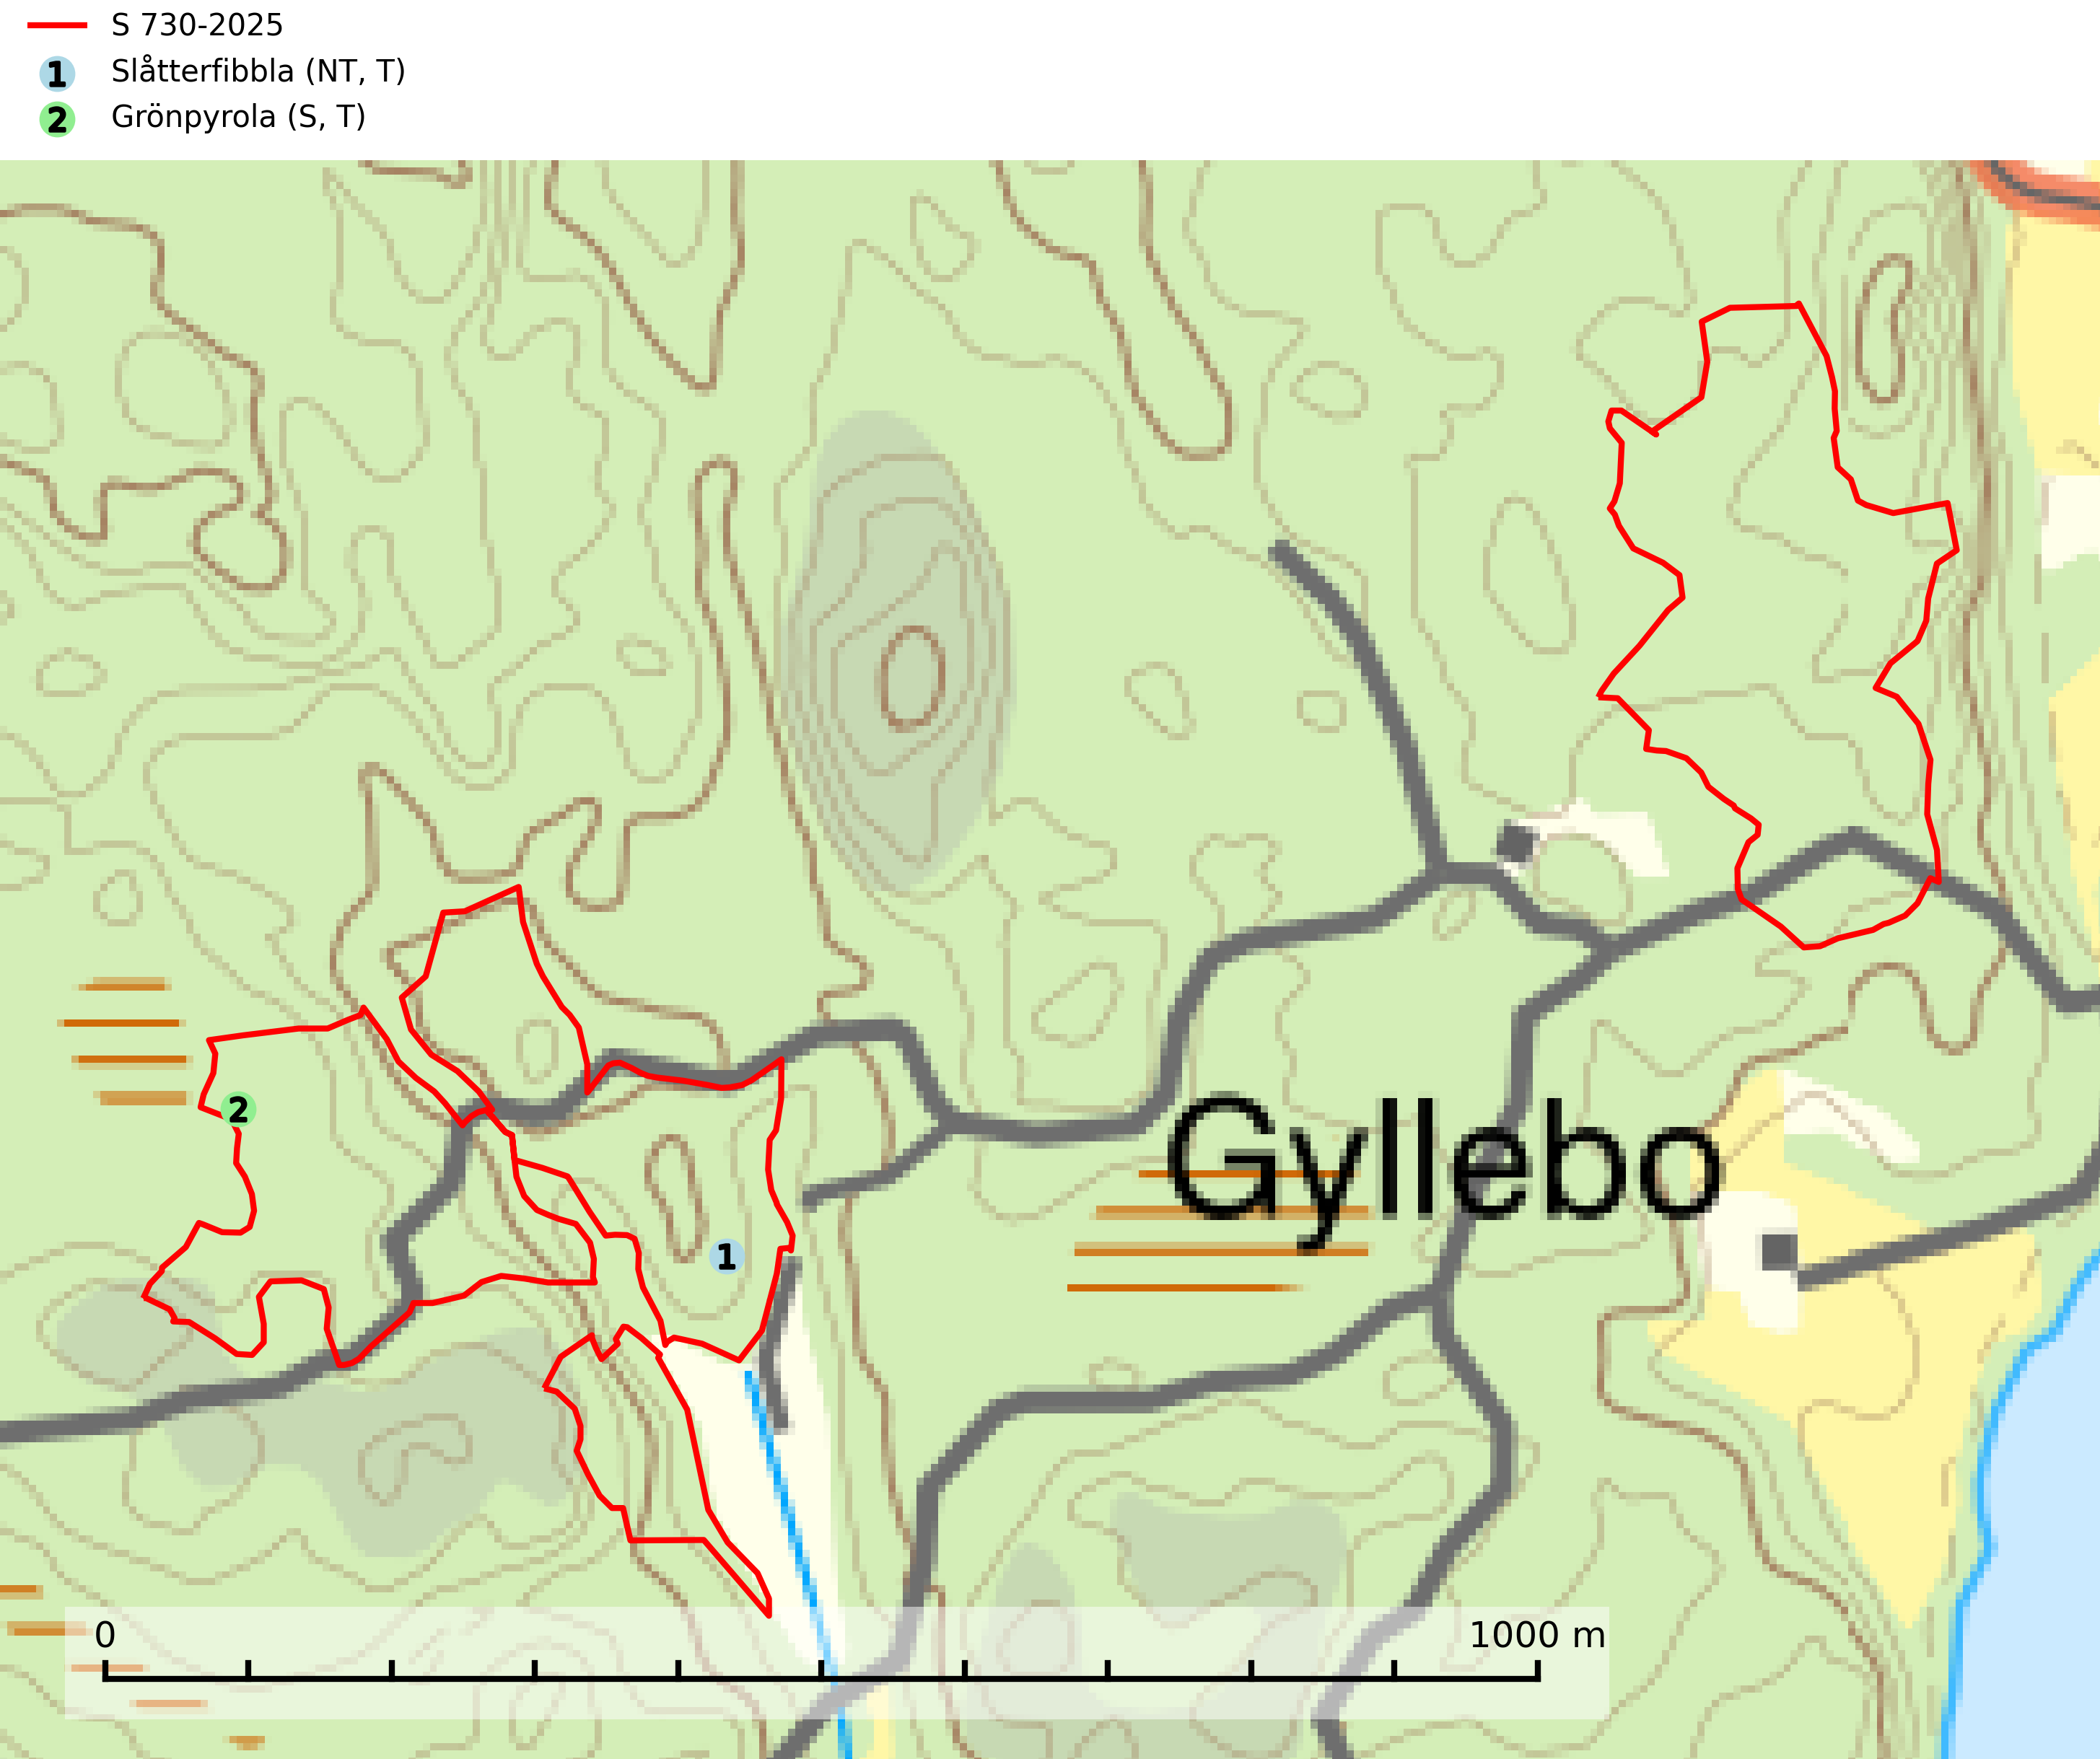 S 730-2025
1 Slåtterfibbla (NT, T)
2 Grönpyrola (S, T)
2
Gyllebo
1
0 1000 m